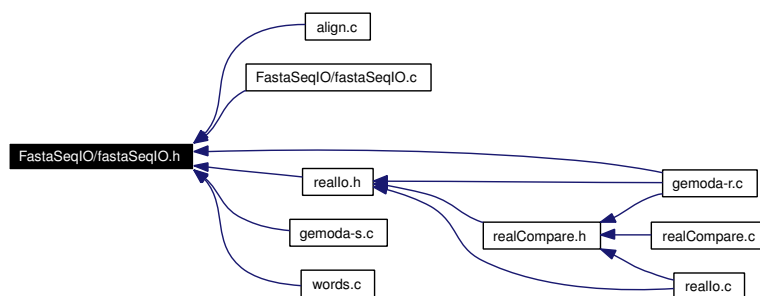 align.c
FastaSeqIO/fastaSeqIO.c
FastaSeqIO/fastaSeqIO.h
reallo.h
gemoda-r.c
gemoda-s.c
realCompare.h
realCompare.c
words.c
reallo.c